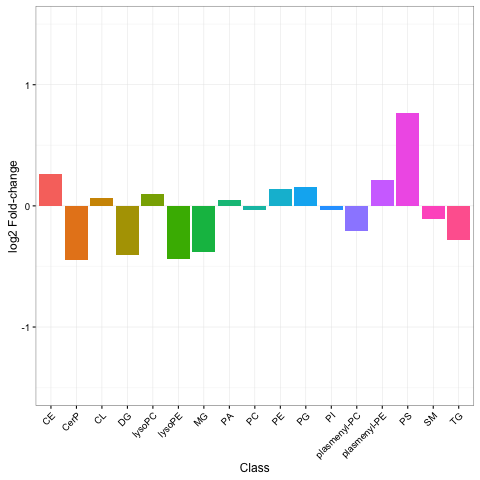 log2 Fold-change
1
0
-1
CE
CerP
CL
DG
lysoPC
lysoPE
MG
PA
PC
PE
PG
PI
plasmenyl-PC
plasmenyl-PE
PS
SM
TG
Class